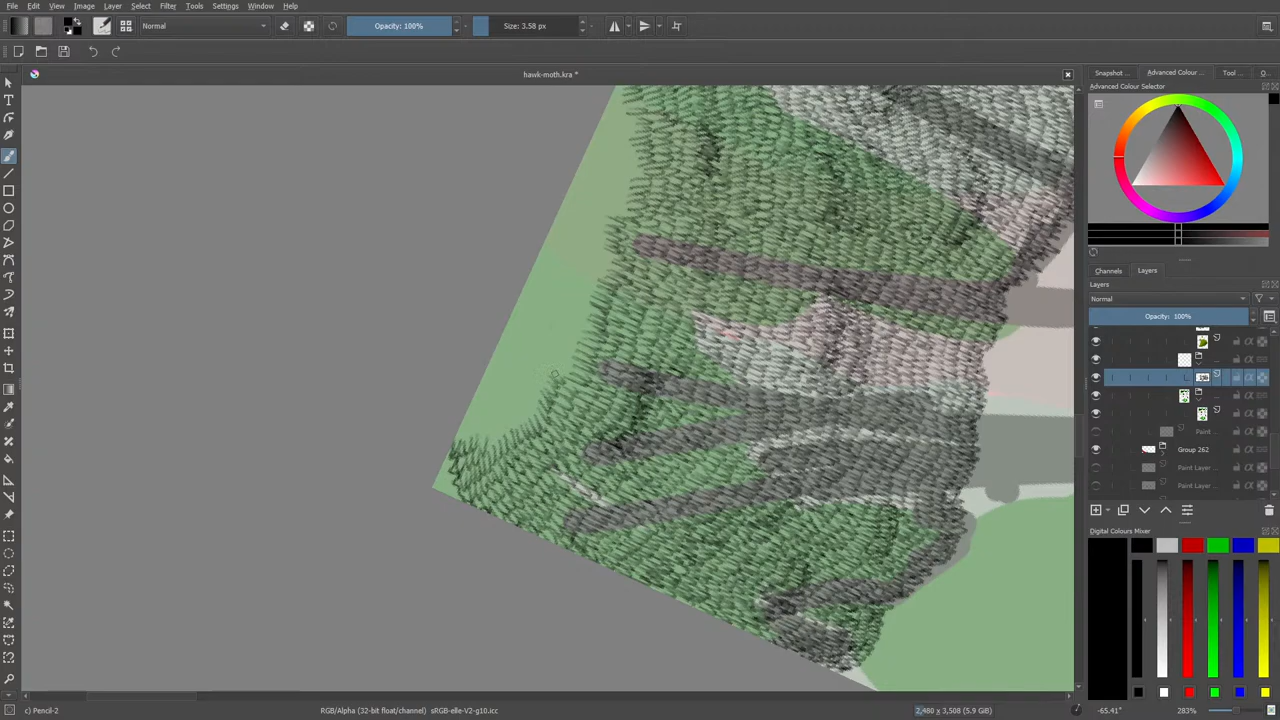 File Edit View Image Layer Select Filter Tools Settings Window Help
Normal Opacity: 100% Size: 3.58 px
hawk-moth.kra *
Snapshot ... Advanced Colour ... Tool ... O...
Advanced Colour Selector
Channels Layers
Layers
Normal
Opacity: 100%
Paint ...
Group 262
Paint Layer ...
Paint Layer ...
Digital Colours Mixer
c) Pencil-2 RGB/Alpha (32-bit float/channel) sRGB-elle-V2-g10.icc 2,480 x 3,508 (5.9 GiB) -65.41° 283%